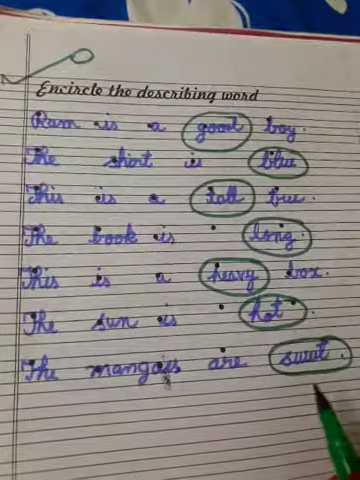 Encircle the describing word
Ram is a good boy.
The shirt is blue
This is a tall bus.
The book is long.
This is a heavy box.
The sun is hot.
The mangoes are sweet.